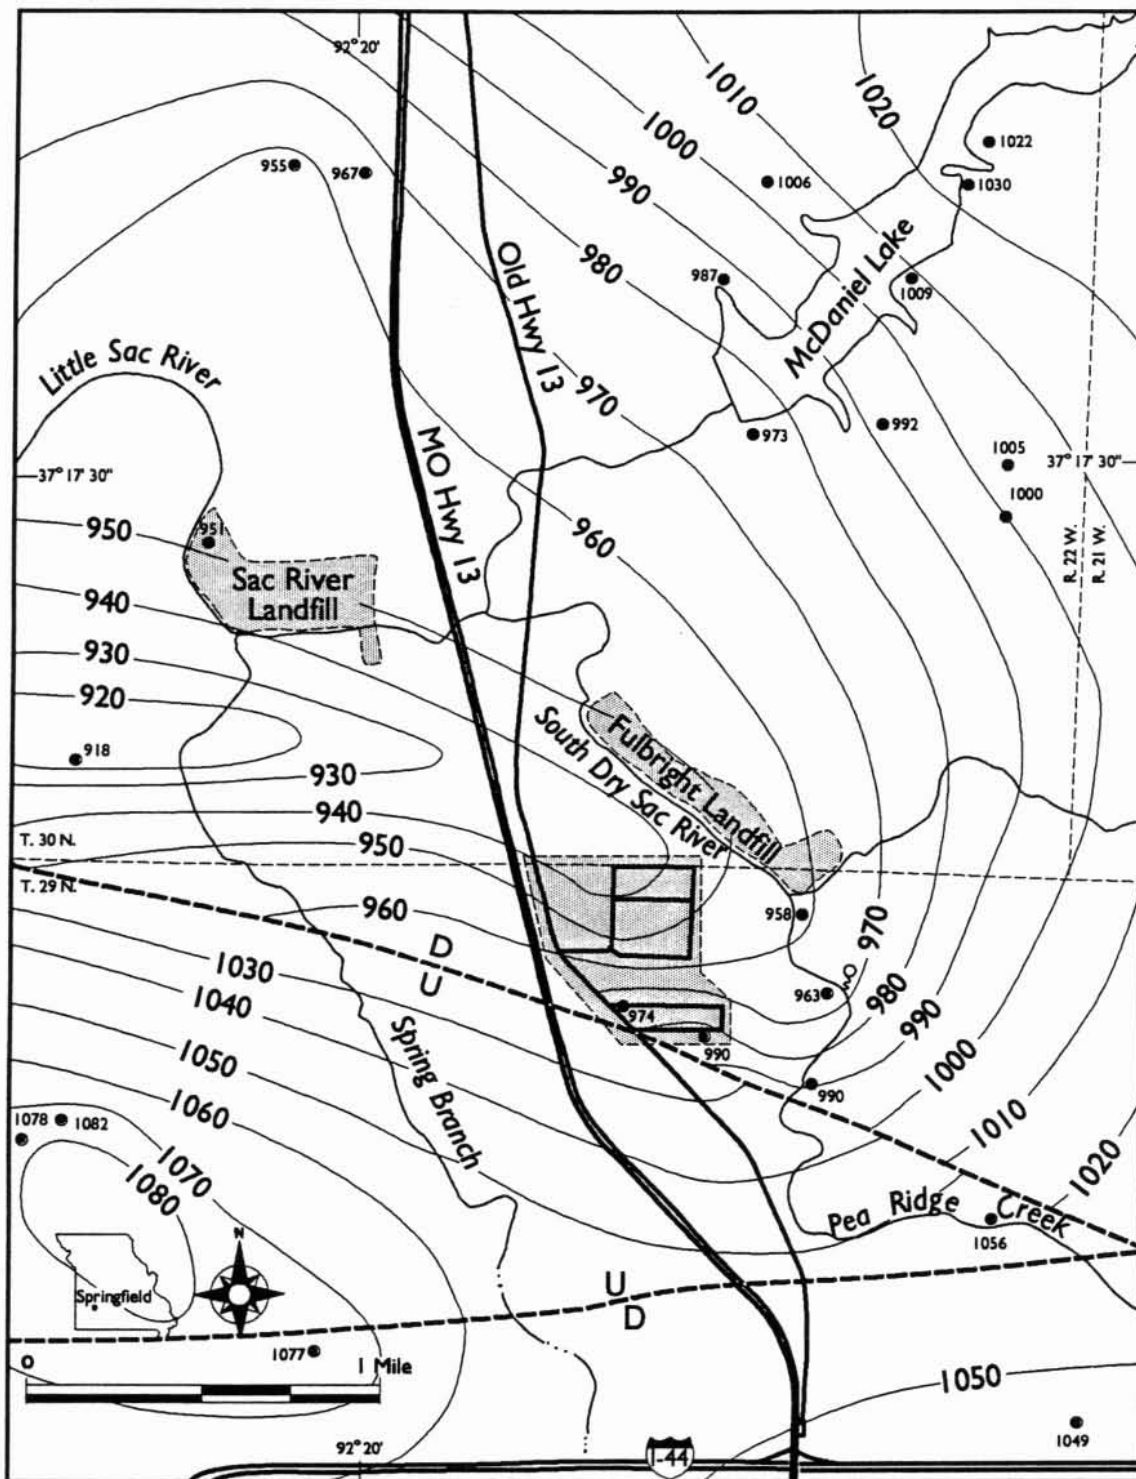 92° 20'
1010
1020
1000
1022
955
967
990
1006
1030
980
987
McDaniel Lake
1009
Old Hwy 13
Little Sac River
970
973
992
1005
MO Hwy 13
37° 17' 30"
37° 17' 30"
1000
950
951
960
R. 22 W.
R. 21 W.
Sac River
Landfill
940
930
920
Fulbright Landfill
South Dry Sac River
918
930
940
T. 30 N.
950
T. 29 N.
960
958
970
D
U
1030
963
980
1040
974
990
990
Spring Branch
1050
990
1000
1060
1010
1078
1082
1070
1020
1080
Pea Ridge Creek
1056
N
Springfield
U
D
1077
0
1 Mile
1050
1049
92° 20'
I-44